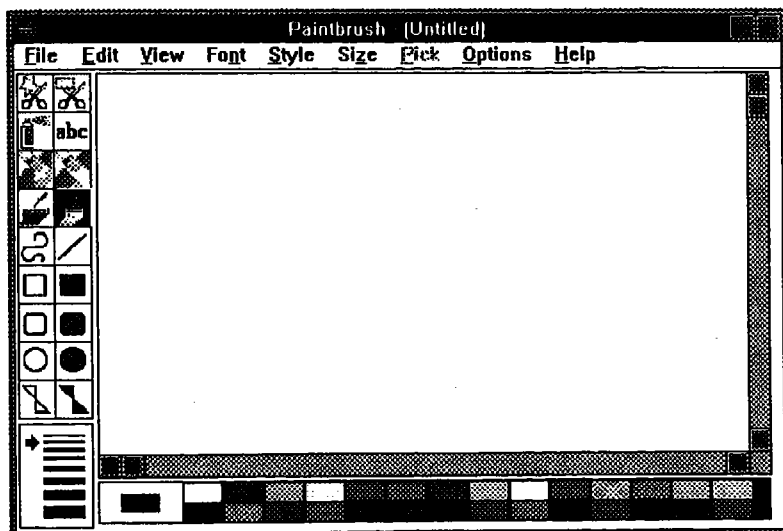 Paintbrush - (Untitled)
File Edit View Font Style Size Pick Options Help
abc